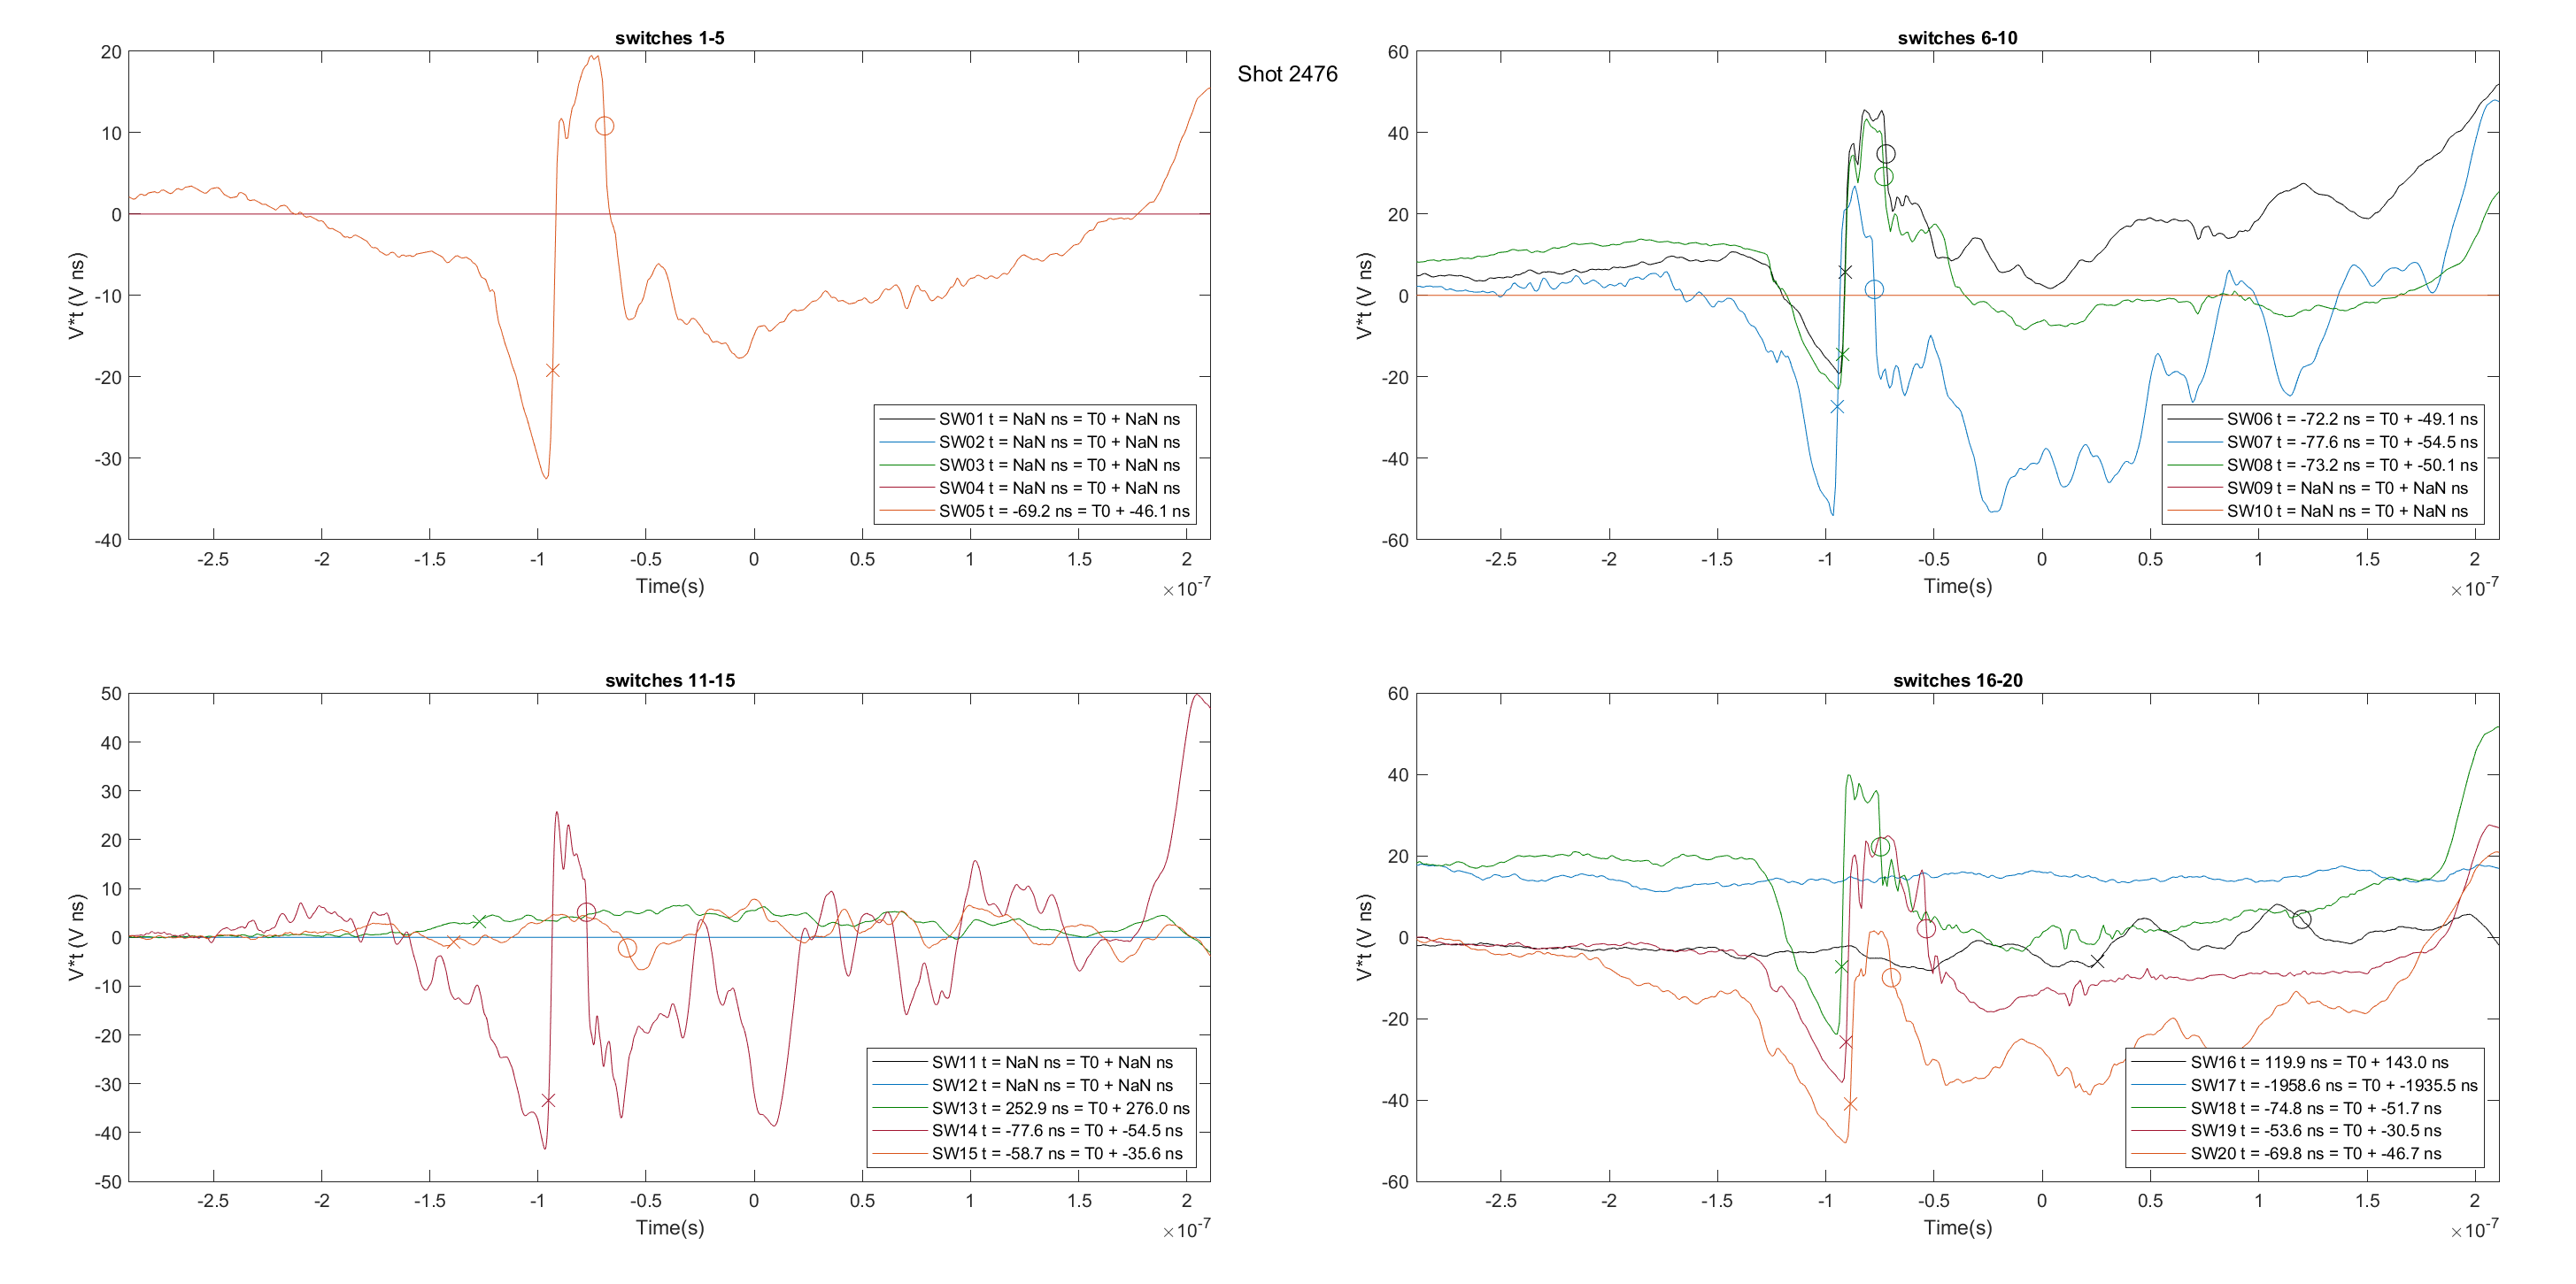 Shot 2476
switches 1-5
20
10
0
-10
-20
-30
-40
V*t (V ns)
-2.5 -2 -1.5 -1 -0.5 0 0.5 1 1.5 2
Time(s)
×10-7
SW01 t = NaN ns = T0 + NaN ns
SW02 t = NaN ns = T0 + NaN ns
SW03 t = NaN ns = T0 + NaN ns
SW04 t = NaN ns = T0 + NaN ns
SW05 t = -69.2 ns = T0 + -46.1 ns
switches 6-10
60
40
20
0
-20
-40
-60
V*t (V ns)
-2.5 -2 -1.5 -1 -0.5 0 0.5 1 1.5 2
Time(s)
×10-7
SW06 t = -72.2 ns = T0 + -49.1 ns
SW07 t = -77.6 ns = T0 + -54.5 ns
SW08 t = -73.2 ns = T0 + -50.1 ns
SW09 t = NaN ns = T0 + NaN ns
SW10 t = NaN ns = T0 + NaN ns
switches 11-15
50
40
30
20
10
0
-10
-20
-30
-40
-50
V*t (V ns)
-2.5 -2 -1.5 -1 -0.5 0 0.5 1 1.5 2
Time(s)
×10-7
SW11 t = NaN ns = T0 + NaN ns
SW12 t = NaN ns = T0 + NaN ns
SW13 t = 252.9 ns = T0 + 276.0 ns
SW14 t = -77.6 ns = T0 + -54.5 ns
SW15 t = -58.7 ns = T0 + -35.6 ns
switches 16-20
60
40
20
0
-20
-40
-60
V*t (V ns)
-2.5 -2 -1.5 -1 -0.5 0 0.5 1 1.5 2
Time(s)
×10-7
SW16 t = 119.9 ns = T0 + 143.0 ns
SW17 t = -1958.6 ns = T0 + -1935.5 ns
SW18 t = -74.8 ns = T0 + -51.7 ns
SW19 t = -53.6 ns = T0 + -30.5 ns
SW20 t = -69.8 ns = T0 + -46.7 ns